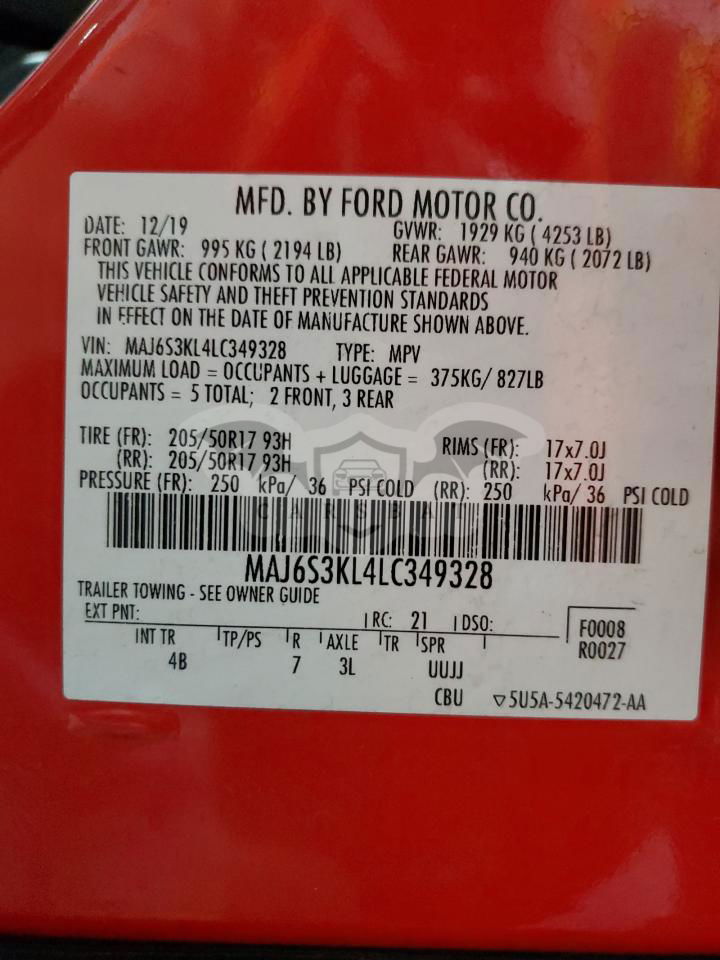 MFD. BY FORD MOTOR CO.
DATE: 12/19 GVWR: 1929 KG ( 4253 LB)
FRONT GAWR: 995 KG ( 2194 LB) REAR GAWR: 940 KG ( 2072 LB)
THIS VEHICLE CONFORMS TO ALL APPLICABLE FEDERAL MOTOR
VEHICLE SAFETY AND THEFT PREVENTION STANDARDS
IN EFFECT ON THE DATE OF MANUFACTURE SHOWN ABOVE.
VIN: MAJ6S3KL4LC349328 TYPE: MPV
MAXIMUM LOAD = OCCUPANTS + LUGGAGE = 375KG/ 827LB
OCCUPANTS = 5 TOTAL; 2 FRONT, 3 REAR
TIRE (FR): 205/50R17 93H RIMS (FR): 17x7.0J
(RR): 205/50R17 93H (RR): 17x7.0J
PRESSURE (FR): 250 kPa/ 36 PSI COLD (RR): 250 kPa/ 36 PSI COLD
CARSBAT
MAJ6S3KL4LC349328
TRAILER TOWING - SEE OWNER GUIDE
EXT PNT: RC: 21 DSO: F0008
INT TR TP/PS R AXLE TR SPR R0027
4B 7 3L UUJJ
CBU ▽5U5A-5420472-AA